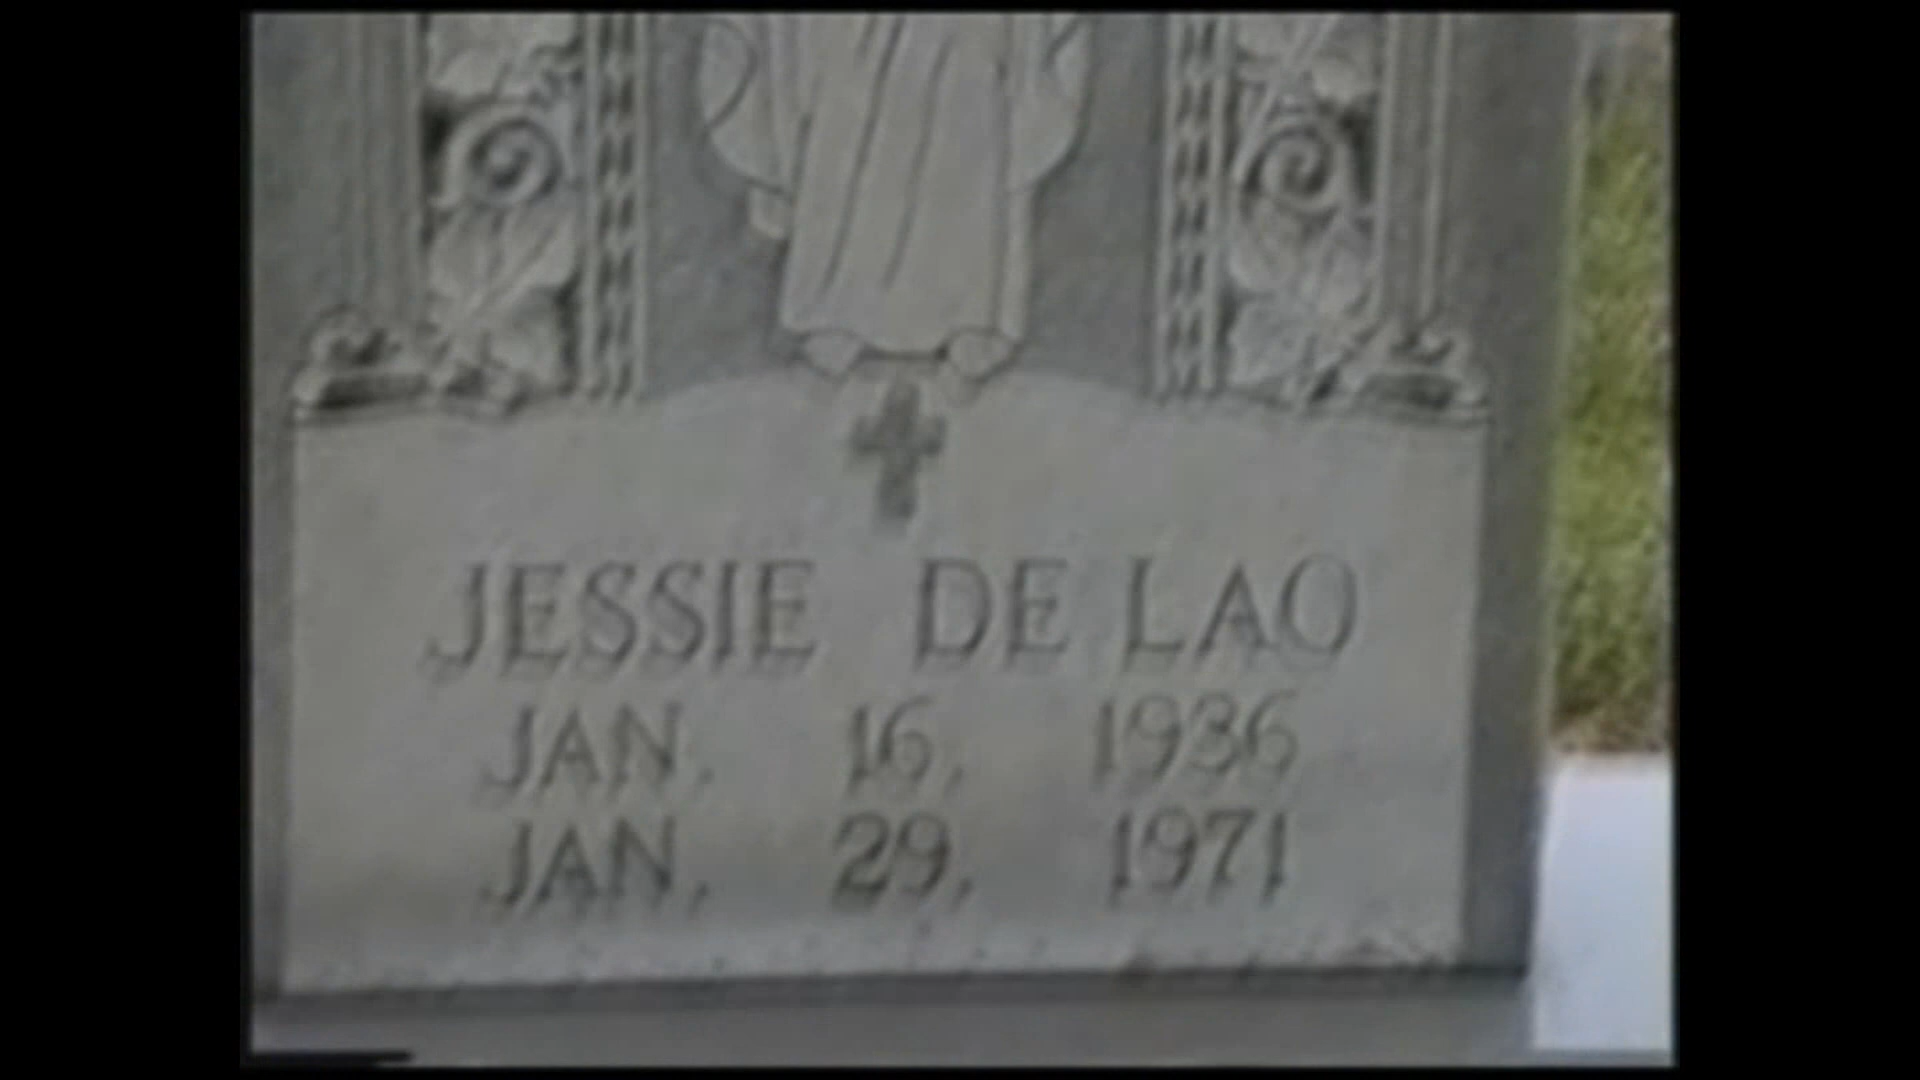 JESSIE DE LAO
JAN. 16, 1936
JAN. 29, 1971